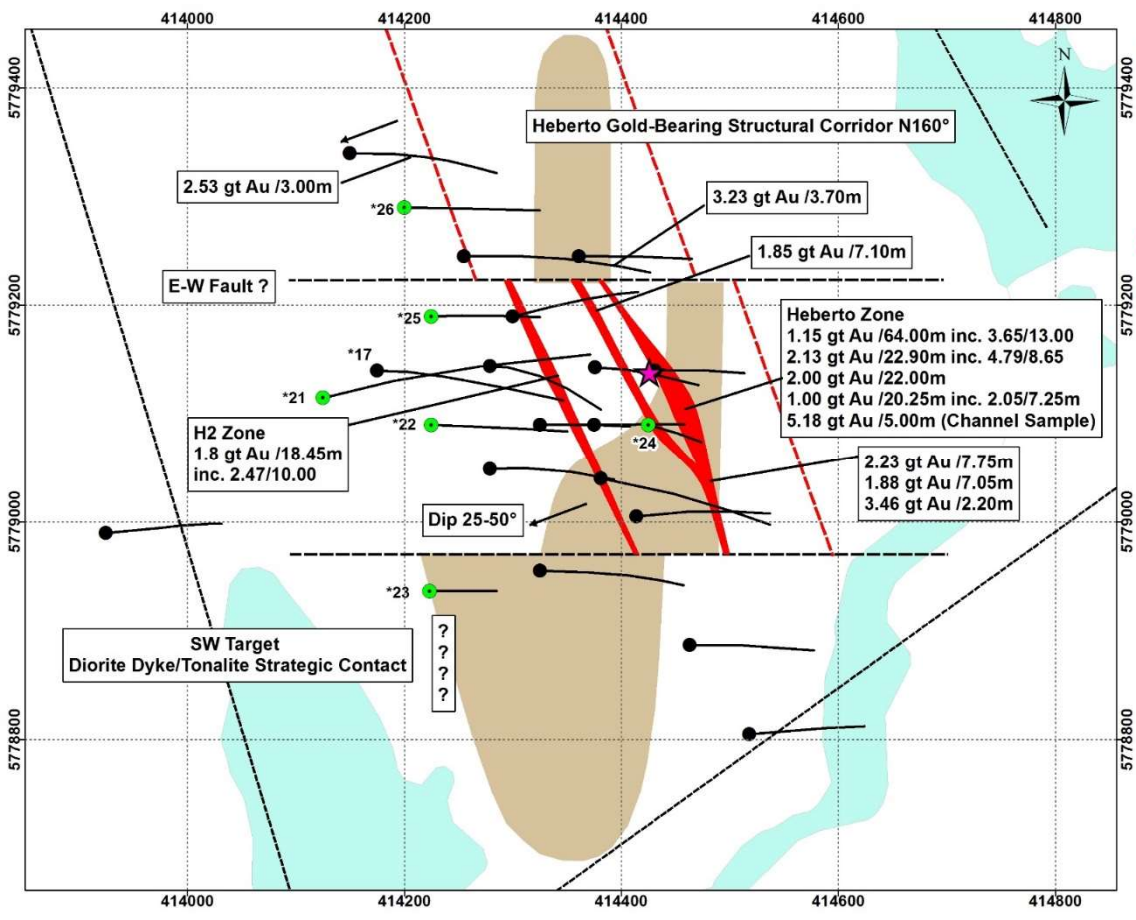 414000
414200
414400
414600
414800
5779400
5779400
N
Heberto Gold-Bearing Structural Corridor N160°
2.53 gt Au /3.00m
3.23 gt Au /3.70m
*26
1.85 gt Au /7.10m
E-W Fault ?
5779200
5779200
*25
Heberto Zone
1.15 gt Au /64.00m inc. 3.65/13.00
2.13 gt Au /22.90m inc. 4.79/8.65
2.00 gt Au /22.00m
1.00 gt Au /20.25m inc. 2.05/7.25m
5.18 gt Au /5.00m (Channel Sample)
*17
*21
*22
*24
H2 Zone
1.8 gt Au /18.45m
inc. 2.47/10.00
2.23 gt Au /7.75m
1.88 gt Au /7.05m
3.46 gt Au /2.20m
Dip 25-50°
5779000
5779000
*23
SW Target
Diorite Dyke/Tonalite Strategic Contact
?
?
?
?
5778800
5778800
414000
414200
414400
414600
414800